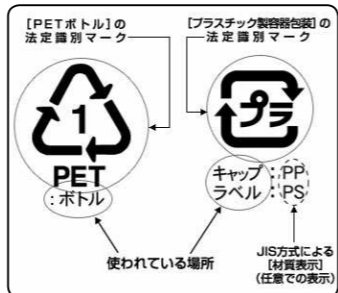 [PETボトル]の
法定識別マーク
[プラスチック製容器包装]の
法定識別マーク
1
PET
:ボトル
プラ
キャップ:PP
ラベル:PS
使われている場所
JIS方式による
[材質表示]
(任意での表示)